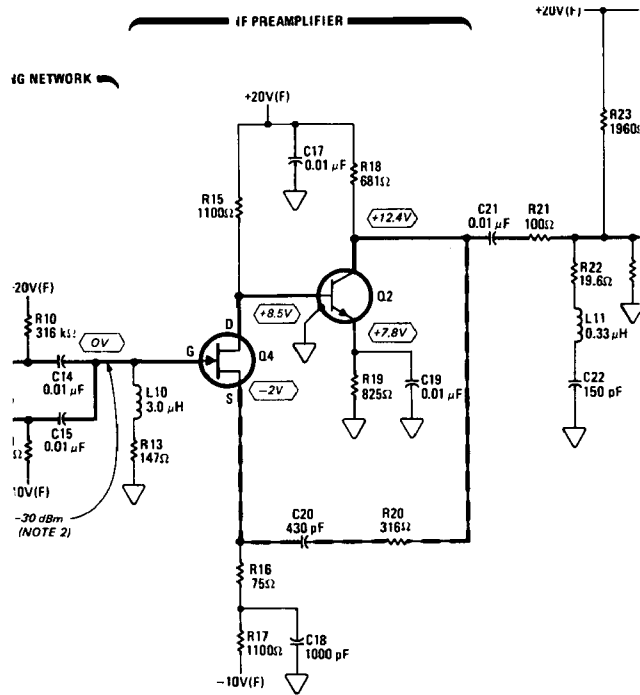 IF PREAMPLIFIER
+20V(F)
NG NETWORK
+20V(F)
R23
1960Ω
C17
0.01 µF
R18
681Ω
R15
1100Ω
+12.4V
C21
0.01 µF
R21
100Ω
R22
19.6Ω
-20V(F)
R10
316 kΩ
0V
+8.5V
Q2
+7.8V
L11
0.33 µH
D
G
Q4
C14
0.01 µF
-2V
S
R19
825Ω
C19
0.01 µF
C22
150 pF
L10
3.0 µH
C15
0.01 µF
R13
147Ω
10V(F)
-30 dBm
(NOTE 2)
C20
430 pF
R20
316Ω
R16
75Ω
R17
1100Ω
C18
1000 pF
-10V(F)